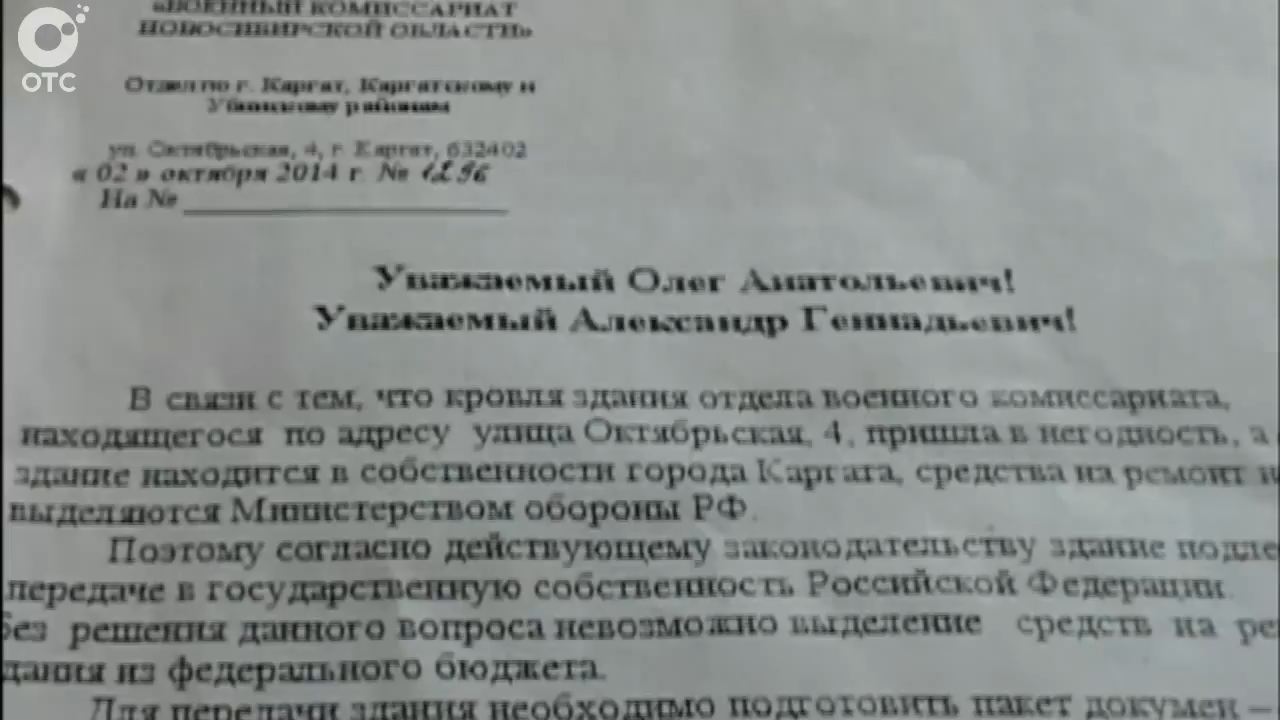 ОТС
«ВОЕННЫЙ КОМИССАРИАТ
НОВОСИБИРСКОЙ ОБЛАСТИ»
Отдел по г. Каргат, Каргатскому и
Убинскому районам
ул. Октябрьская, 4, г. Каргат, 632402
« 02 » октября 2014 г. № 1296
На №
Уважаемый Олег Анатольевич!
Уважаемый Александр Геннадьевич!
В связи с тем, что кровля здания отдела военного комиссариата,
находящегося по адресу улица Октябрьская, 4, пришла в негодность, а
здание находится в собственности города Каргата, средства на ремонт н
выделяются Министерством обороны РФ.
Поэтому согласно действующему законодательству здание подле
передаче в государственную собственность Российской Федерации.
Без решения данного вопроса невозможно выделение средств на ре
дания из федерального бюджета.
Для передачи здания необходимо подготовить пакет докумен –